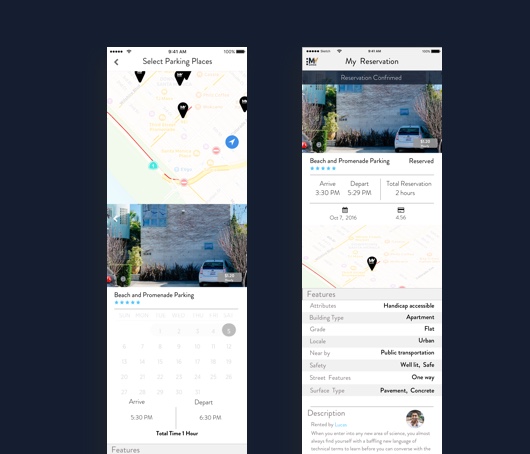 9:41 AM
100%
Select Parking Places
Beach and Promenade Parking
1 2 3 4 5
6 7 8 9 10 11 12
13 14 15 16 17 18 19
20 21 22 23 24 25 26
27 28 29 30 31
Arrive Depart
5:30 PM 6:30 PM
Total Time 1 Hour
Features
9:41 AM
100%
My Reservation
Reservation Confirmed
Beach and Promenade Parking Reserved
Arrive Depart Total Reservation
3:30 PM 5:29 PM 2 hours
Oct 7, 2016 4.56
Features
Attributes Handicap accessible
Building Type Apartment
Grade Flat
Locale Urban
Near by Public transportation
Safety Well lit, Safe
Street Features One way
Surface Type Pavement, Concrete
Description
Rented by Lucas
When you enter into any new area of science, you almost
always find yourself with a baffling new language of
technical terms to learn before you can converse with the